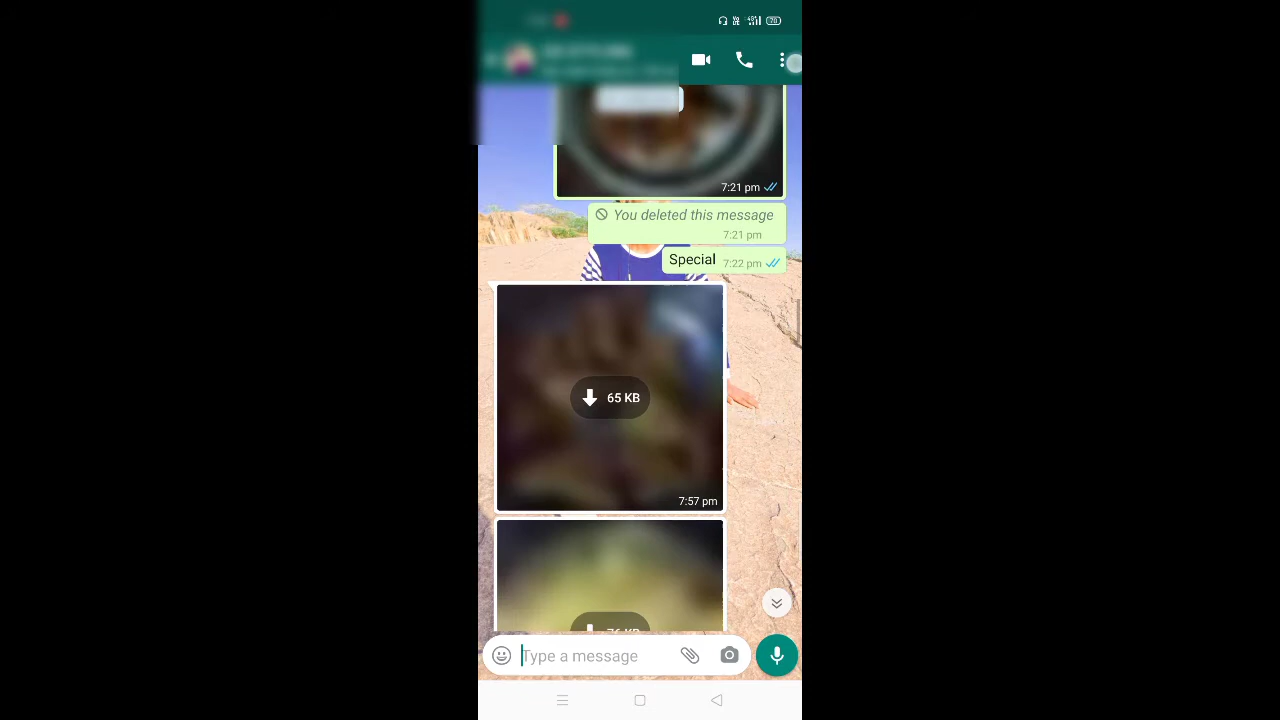 7:21 pm
You deleted this message
7:21 pm
Special 7:22 pm
65 KB
7:57 pm
Type a message